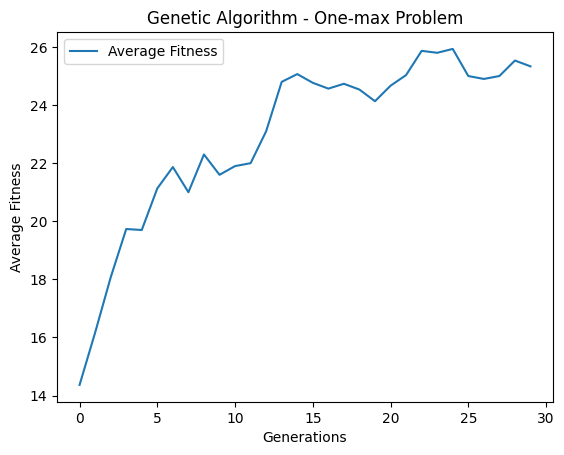 Genetic Algorithm - One-max Problem
Average Fitness
26
24
22
20
18
16
14
Average Fitness
0 5 10 15 20 25 30
Generations